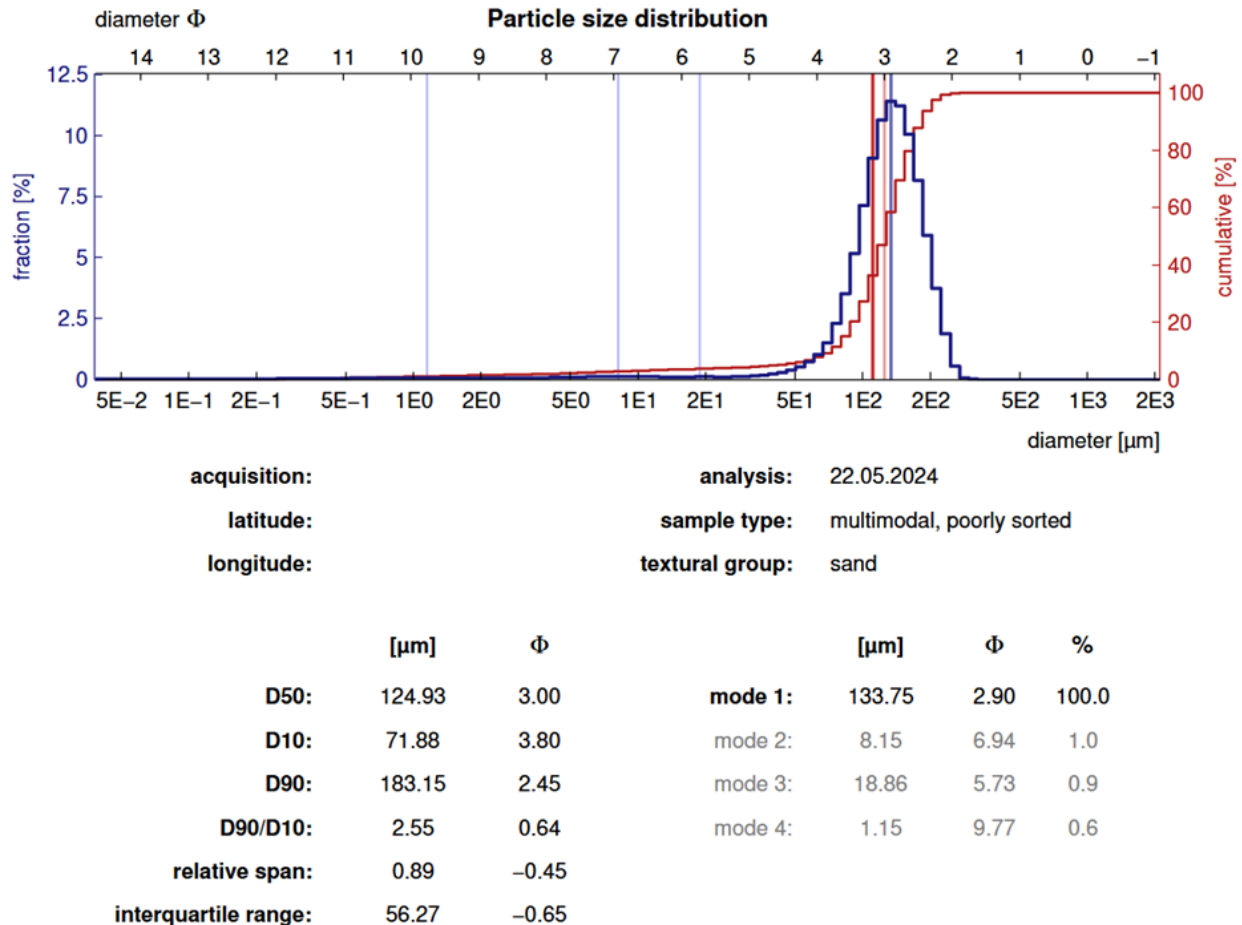 diameter Φ Particle size distribution
14 13 12 11 10 9 8 7 6 5 4 3 2 1 0 −1
12.5 100
10 80
7.5 60
5 40
2.5 20
0 0
fraction [%]
cumulative [%]
5E−2 1E−1 2E−1 5E−1 1E0 2E0 5E0 1E1 2E1 5E1 1E2 2E2 5E2 1E3 2E3
diameter [µm]
acquisition: analysis: 22.05.2024
latitude: sample type: multimodal, poorly sorted
longitude: textural group: sand
[µm] Φ [µm] Φ %
D50: 124.93 3.00 mode 1: 133.75 2.90 100.0
D10: 71.88 3.80 mode 2: 8.15 6.94 1.0
D90: 183.15 2.45 mode 3: 18.86 5.73 0.9
D90/D10: 2.55 0.64 mode 4: 1.15 9.77 0.6
relative span: 0.89 −0.45
interquartile range: 56.27 −0.65